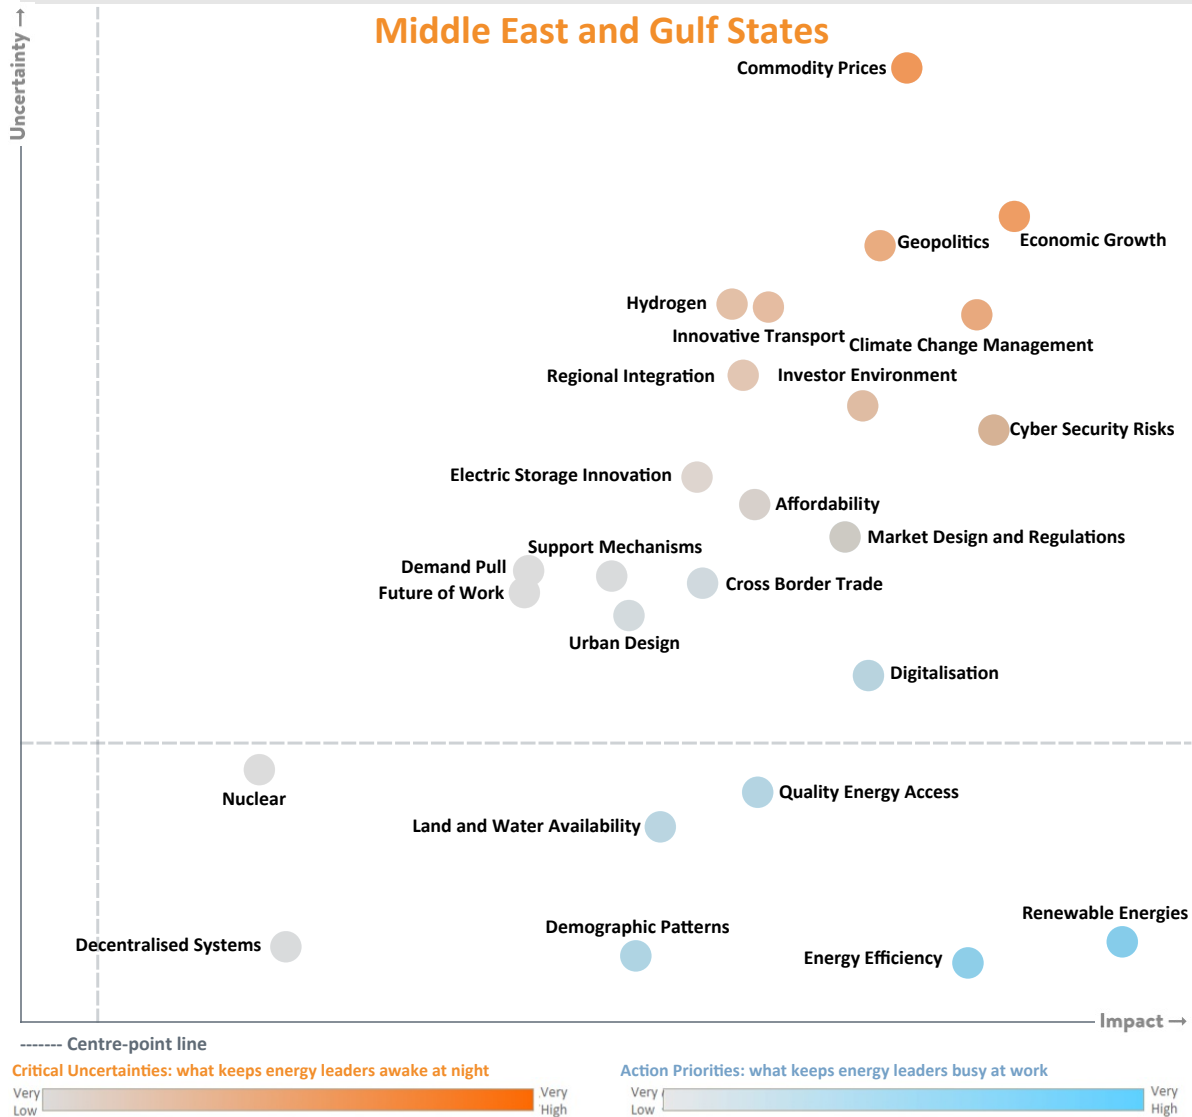 Middle East and Gulf States
Uncertainty →
Commodity Prices
Economic Growth
Geopolitics
Hydrogen
Innovative Transport
Climate Change Management
Regional Integration
Investor Environment
Cyber Security Risks
Electric Storage Innovation
Affordability
Market Design and Regulations
Support Mechanisms
Demand Pull
Future of Work
Cross Border Trade
Urban Design
Digitalisation
Nuclear
Quality Energy Access
Land and Water Availability
Renewable Energies
Demographic Patterns
Decentralised Systems
Energy Efficiency
Impact →
------- Centre-point line
Critical Uncertainties: what keeps energy leaders awake at night
Very
Low
Very
High
Action Priorities: what keeps energy leaders busy at work
Very
Low
Very
High